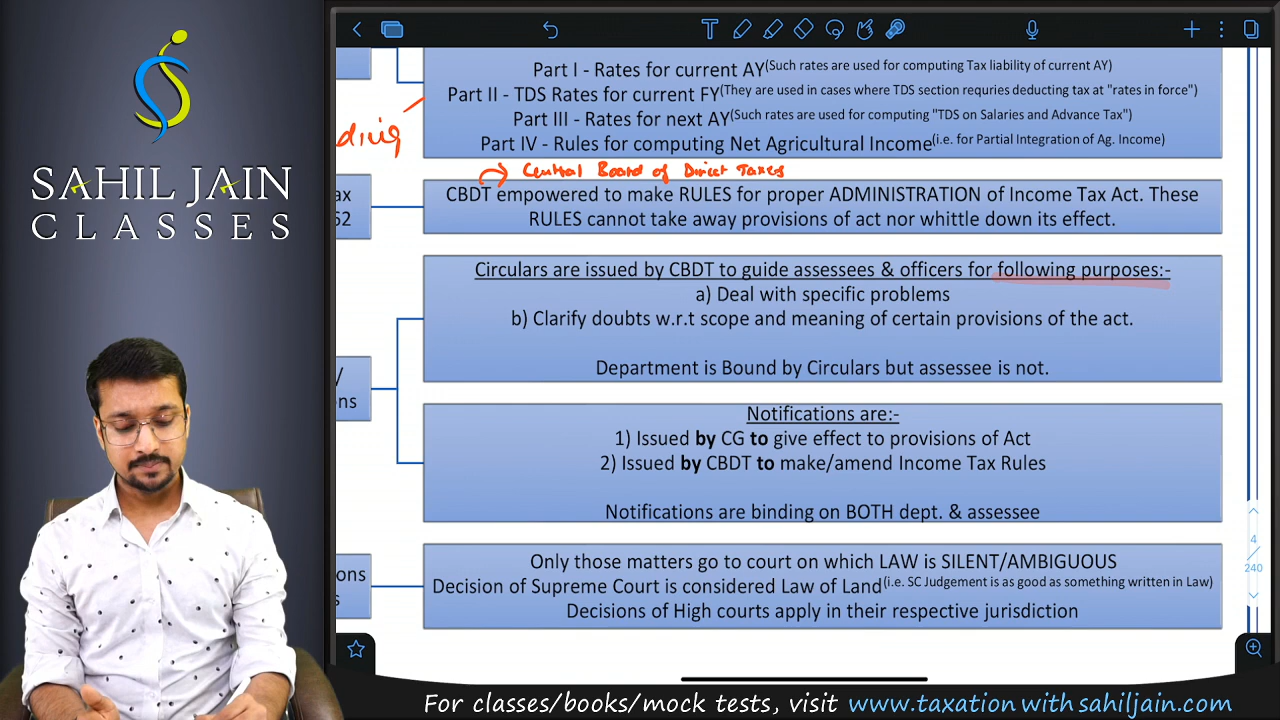 SAHIL JAIN
CLASSES
Part I - Rates for current AY(Such rates are used for computing Tax liability of current AY)
Part II - TDS Rates for current FY(They are used in cases where TDS section requries deducting tax at "rates in force")
Part III - Rates for next AY(Such rates are used for computing "TDS on Salaries and Advance Tax")
Part IV - Rules for computing Net Agricultural Income(i.e. for Partial Integration of Ag. Income)
Central Board of Direct Taxes
CBDT empowered to make RULES for proper ADMINISTRATION of Income Tax Act. These
RULES cannot take away provisions of act nor whittle down its effect.
Circulars are issued by CBDT to guide assessees & officers for following purposes:-
a) Deal with specific problems
b) Clarify doubts w.r.t scope and meaning of certain provisions of the act.
Department is Bound by Circulars but assessee is not.
Notifications are:-
1) Issued by CG to give effect to provisions of Act
2) Issued by CBDT to make/amend Income Tax Rules
Notifications are binding on BOTH dept. & assessee
Only those matters go to court on which LAW is SILENT/AMBIGUOUS
Decision of Supreme Court is considered Law of Land(i.e. SC Judgement is as good as something written in Law)
Decisions of High courts apply in their respective jurisdiction
4
240
For classes/books/mock tests, visit www.taxationwithsahiljain.com